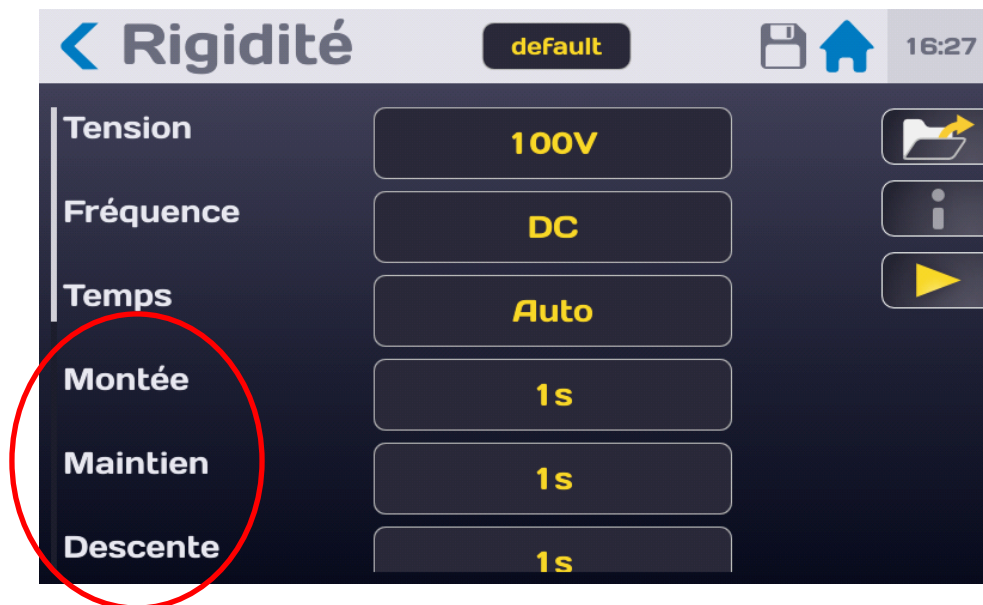 Rigidité default 16:27
Tension 100V
Fréquence DC
Temps Auto
Montée 1s
Maintien 1s
Descente 1s